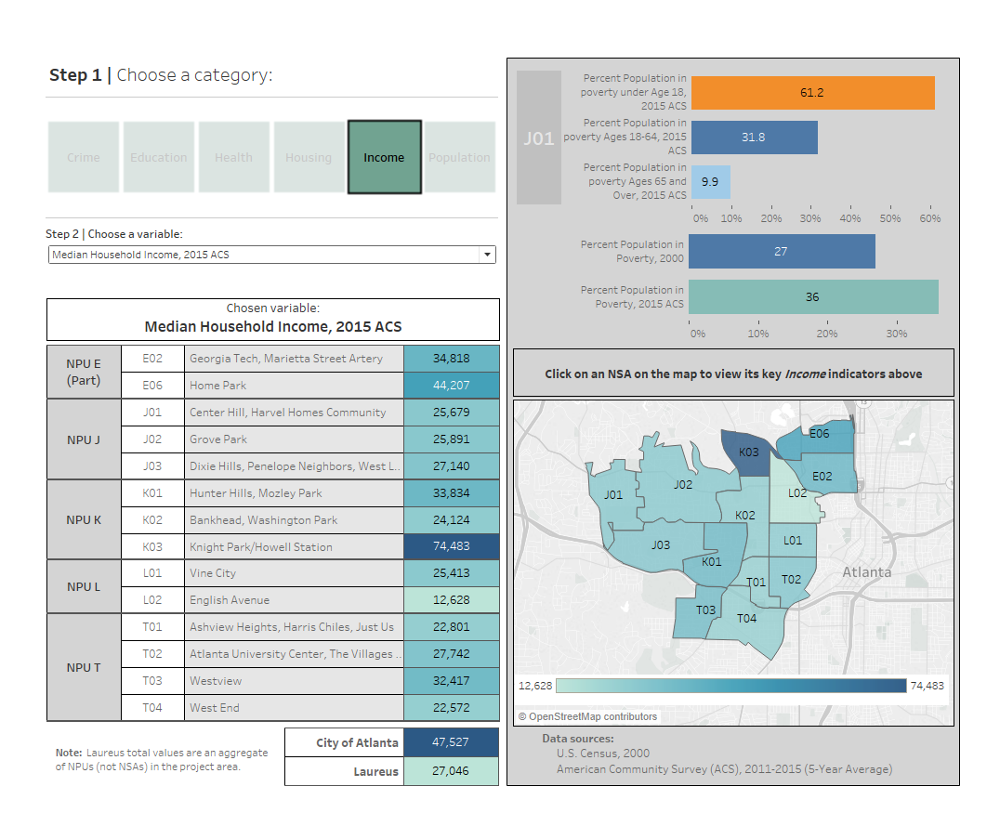 Step 1 | Choose a category:
Crime
Education
Health
Housing
Income
Population
Step 2 | Choose a variable:
Median Household Income, 2015 ACS
Chosen variable:
Median Household Income, 2015 ACS
NPU E
(Part)
E02 Georgia Tech, Marietta Street Artery 34,818
E06 Home Park 44,207
NPU J
J01 Center Hill, Harvel Homes Community 25,679
J02 Grove Park 25,891
J03 Dixie Hills, Penelope Neighbors, West L.. 27,140
NPU K
K01 Hunter Hills, Mozley Park 33,834
K02 Bankhead, Washington Park 24,124
K03 Knight Park/Howell Station 74,483
NPU L
L01 Vine City 25,413
L02 English Avenue 12,628
NPU T
T01 Ashview Heights, Harris Chiles, Just Us 22,801
T02 Atlanta University Center, The Villages .. 27,742
T03 Westview 32,417
T04 West End 22,572
Note: Laureus total values are an aggregate
of NPUs (not NSAs) in the project area.
City of Atlanta 47,527
Laureus 27,046
J01
Percent Population in
poverty under Age 18,
2015 ACS
61.2
Percent Population in
poverty Ages 18-64, 2015
ACS
31.8
Percent Population in
poverty Ages 65 and
Over, 2015 ACS
9.9
0% 10% 20% 30% 40% 50% 60%
Percent Population in
Poverty, 2000
27
Percent Population in
Poverty, 2015 ACS
36
0% 10% 20% 30%
Click on an NSA on the map to view its key Income indicators above
13
E06
K03
E02
J02
J01
L02
K02
L01
J03
K01
Atlanta
T01
T02
T03
T04
12,628
74,483
© OpenStreetMap contributors
Data sources:
U.S. Census, 2000
American Community Survey (ACS), 2011-2015 (5-Year Average)